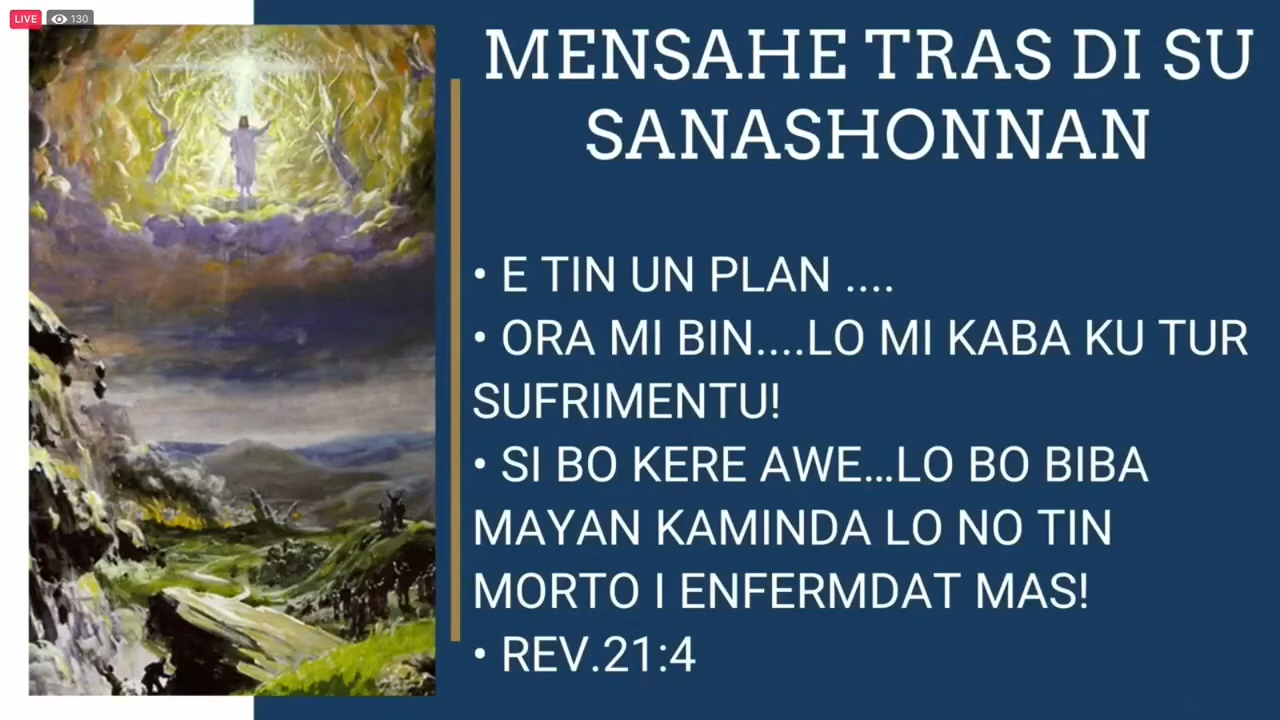 LIVE 130
MENSAHE TRAS DI SU
SANASHONNAN
• E TIN UN PLAN ....
• ORA MI BIN....LO MI KABA KU TUR
SUFRIMENTU!
• SI BO KERE AWE...LO BO BIBA
MAYAN KAMINDA LO NO TIN
MORTO I ENFERMDAT MAS!
• REV.21:4